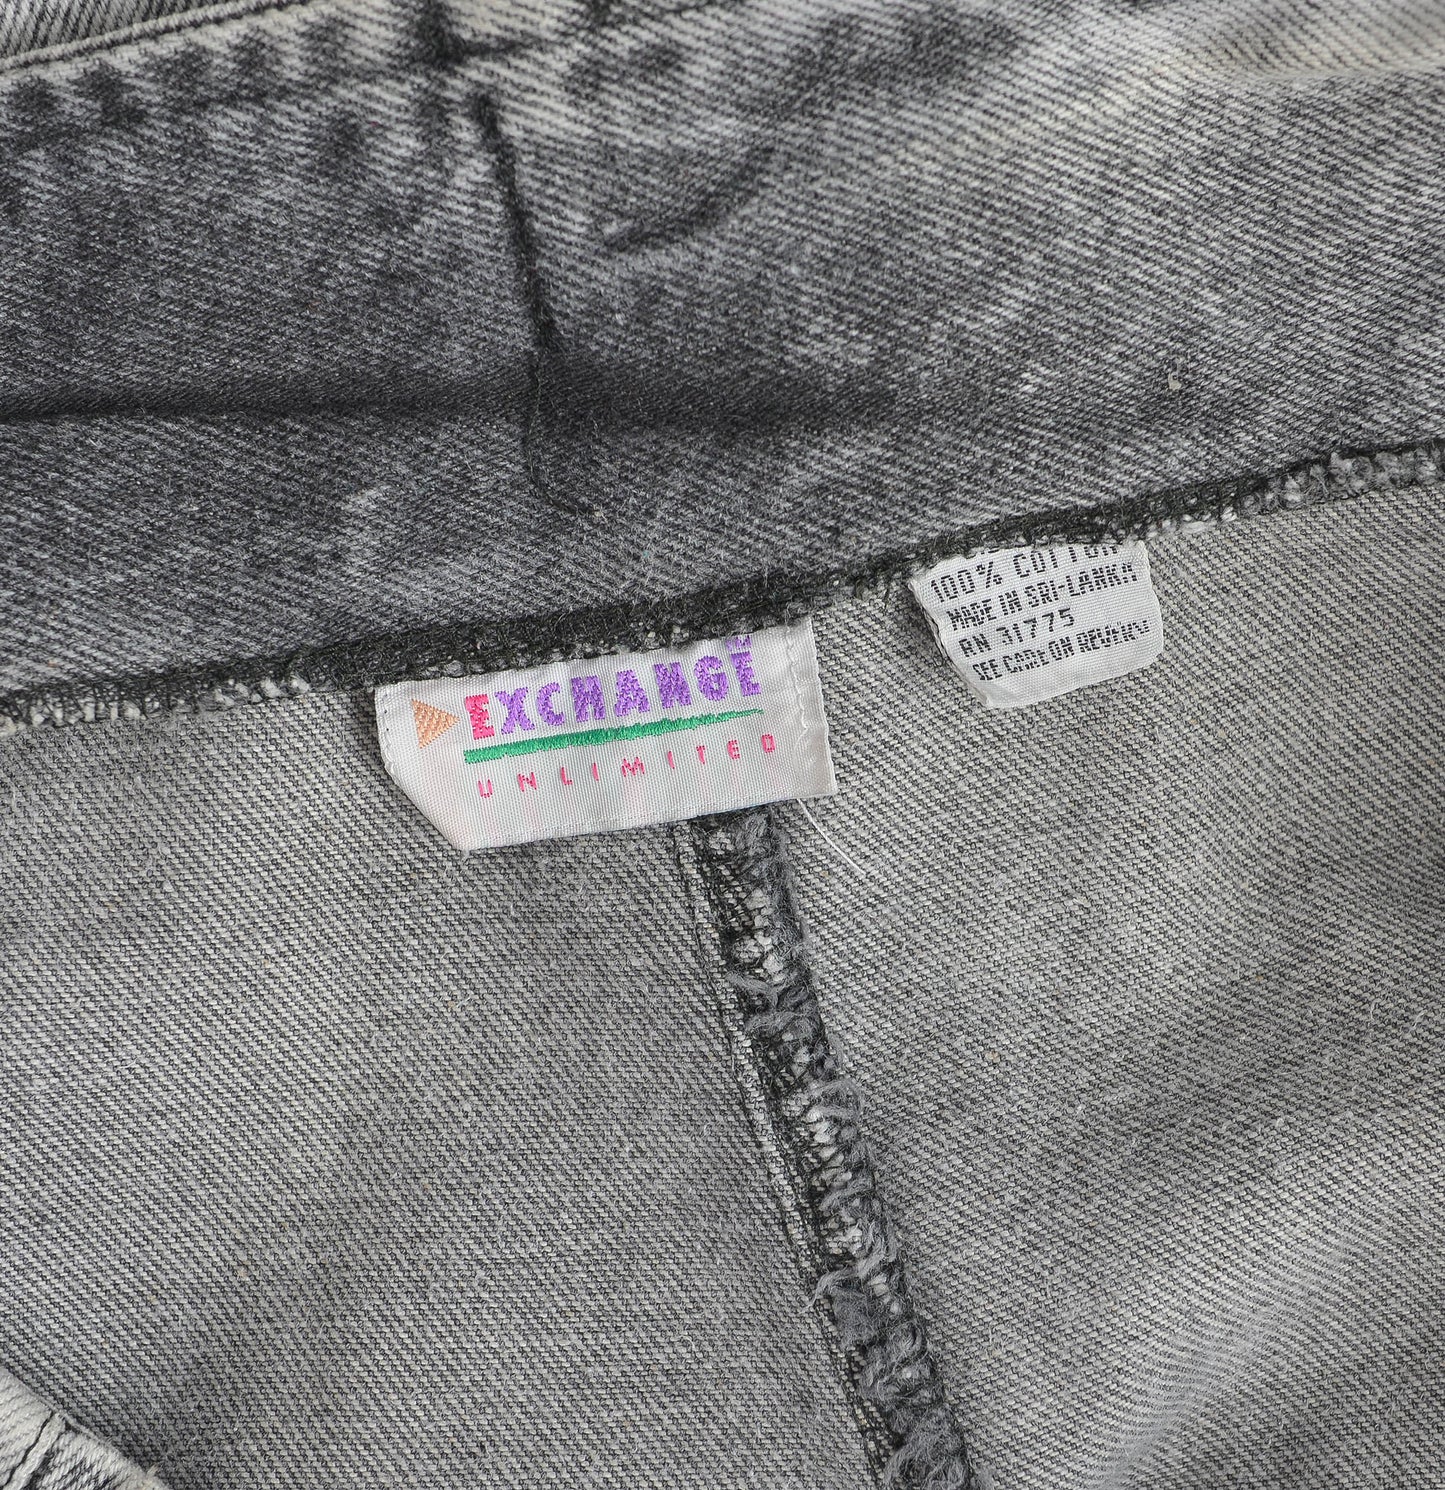 EXCHANGE
UNLIMITED
100% COTTON
MADE IN SRI-LANKA
RN 31775
SEE CARE ON REVERSE